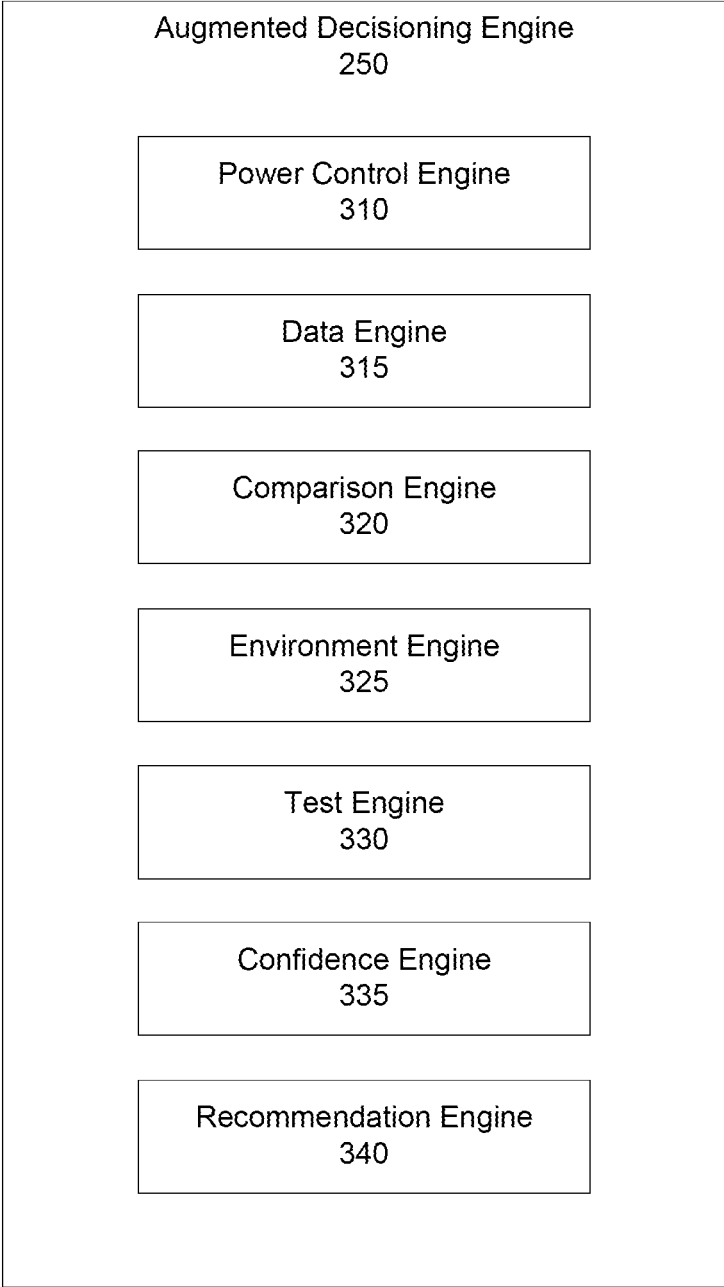 Augmented Decisioning Engine
250
Power Control Engine
310
Data Engine
315
Comparison Engine
320
Environment Engine
325
Test Engine
330
Confidence Engine
335
Recommendation Engine
340